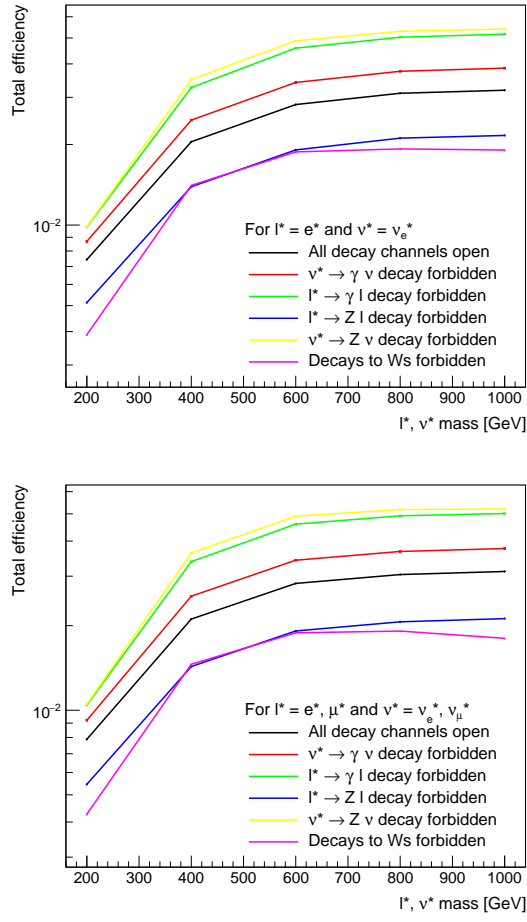 Total efficiency
10⁻²
For l* = e* and ν* = νₑ*
All decay channels open
ν* → γ ν decay forbidden
l* → γ l decay forbidden
l* → Z l decay forbidden
ν* → Z ν decay forbidden
Decays to Ws forbidden
200 300 400 500 600 700 800 900 1000
l*, ν* mass [GeV]
Total efficiency
10⁻²
For l* = e*, μ* and ν* = νₑ*, ν_μ*
All decay channels open
ν* → γ ν decay forbidden
l* → γ l decay forbidden
l* → Z l decay forbidden
ν* → Z ν decay forbidden
Decays to Ws forbidden
200 300 400 500 600 700 800 900 1000
l*, ν* mass [GeV]